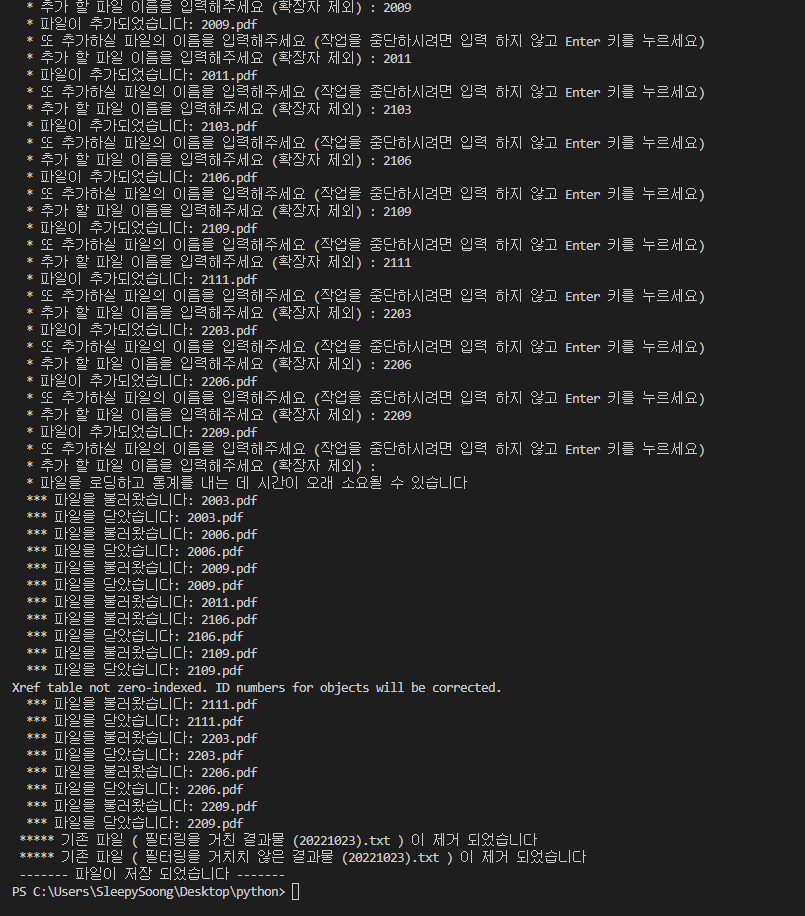 * 추가 할 파일 이름을 입력해주세요 (확장자 제외) : 2009
* 파일이 추가되었습니다: 2009.pdf
* 또 추가하실 파일의 이름을 입력해주세요 (작업을 중단하시려면 입력 하지 않고 Enter 키를 누르세요)
* 추가 할 파일 이름을 입력해주세요 (확장자 제외) : 2011
* 파일이 추가되었습니다: 2011.pdf
* 또 추가하실 파일의 이름을 입력해주세요 (작업을 중단하시려면 입력 하지 않고 Enter 키를 누르세요)
* 추가 할 파일 이름을 입력해주세요 (확장자 제외) : 2103
* 파일이 추가되었습니다: 2103.pdf
* 또 추가하실 파일의 이름을 입력해주세요 (작업을 중단하시려면 입력 하지 않고 Enter 키를 누르세요)
* 추가 할 파일 이름을 입력해주세요 (확장자 제외) : 2106
* 파일이 추가되었습니다: 2106.pdf
* 또 추가하실 파일의 이름을 입력해주세요 (작업을 중단하시려면 입력 하지 않고 Enter 키를 누르세요)
* 추가 할 파일 이름을 입력해주세요 (확장자 제외) : 2109
* 파일이 추가되었습니다: 2109.pdf
* 또 추가하실 파일의 이름을 입력해주세요 (작업을 중단하시려면 입력 하지 않고 Enter 키를 누르세요)
* 추가 할 파일 이름을 입력해주세요 (확장자 제외) : 2111
* 파일이 추가되었습니다: 2111.pdf
* 또 추가하실 파일의 이름을 입력해주세요 (작업을 중단하시려면 입력 하지 않고 Enter 키를 누르세요)
* 추가 할 파일 이름을 입력해주세요 (확장자 제외) : 2203
* 파일이 추가되었습니다: 2203.pdf
* 또 추가하실 파일의 이름을 입력해주세요 (작업을 중단하시려면 입력 하지 않고 Enter 키를 누르세요)
* 추가 할 파일 이름을 입력해주세요 (확장자 제외) : 2206
* 파일이 추가되었습니다: 2206.pdf
* 또 추가하실 파일의 이름을 입력해주세요 (작업을 중단하시려면 입력 하지 않고 Enter 키를 누르세요)
* 추가 할 파일 이름을 입력해주세요 (확장자 제외) : 2209
* 파일이 추가되었습니다: 2209.pdf
* 또 추가하실 파일의 이름을 입력해주세요 (작업을 중단하시려면 입력 하지 않고 Enter 키를 누르세요)
* 추가 할 파일 이름을 입력해주세요 (확장자 제외) :
* 파일을 로딩하고 통계를 내는 데 시간이 오래 소요될 수 있습니다
*** 파일을 불러왔습니다: 2003.pdf
*** 파일을 닫았습니다: 2003.pdf
*** 파일을 불러왔습니다: 2006.pdf
*** 파일을 닫았습니다: 2006.pdf
*** 파일을 불러왔습니다: 2009.pdf
*** 파일을 닫았습니다: 2009.pdf
*** 파일을 불러왔습니다: 2011.pdf
*** 파일을 불러왔습니다: 2106.pdf
*** 파일을 닫았습니다: 2106.pdf
*** 파일을 불러왔습니다: 2109.pdf
*** 파일을 닫았습니다: 2109.pdf
Xref table not zero-indexed. ID numbers for objects will be corrected.
*** 파일을 불러왔습니다: 2111.pdf
*** 파일을 닫았습니다: 2111.pdf
*** 파일을 불러왔습니다: 2203.pdf
*** 파일을 닫았습니다: 2203.pdf
*** 파일을 불러왔습니다: 2206.pdf
*** 파일을 닫았습니다: 2206.pdf
*** 파일을 불러왔습니다: 2209.pdf
*** 파일을 닫았습니다: 2209.pdf
***** 기존 파일 ( 필터링을 거친 결과물 (20221023).txt ) 이 제거 되었습니다
***** 기존 파일 ( 필터링을 거치치 않은 결과물 (20221023).txt ) 이 제거 되었습니다
------- 파일이 저장 되었습니다 -------
PS C:\Users\SleepySoong\Desktop\python>